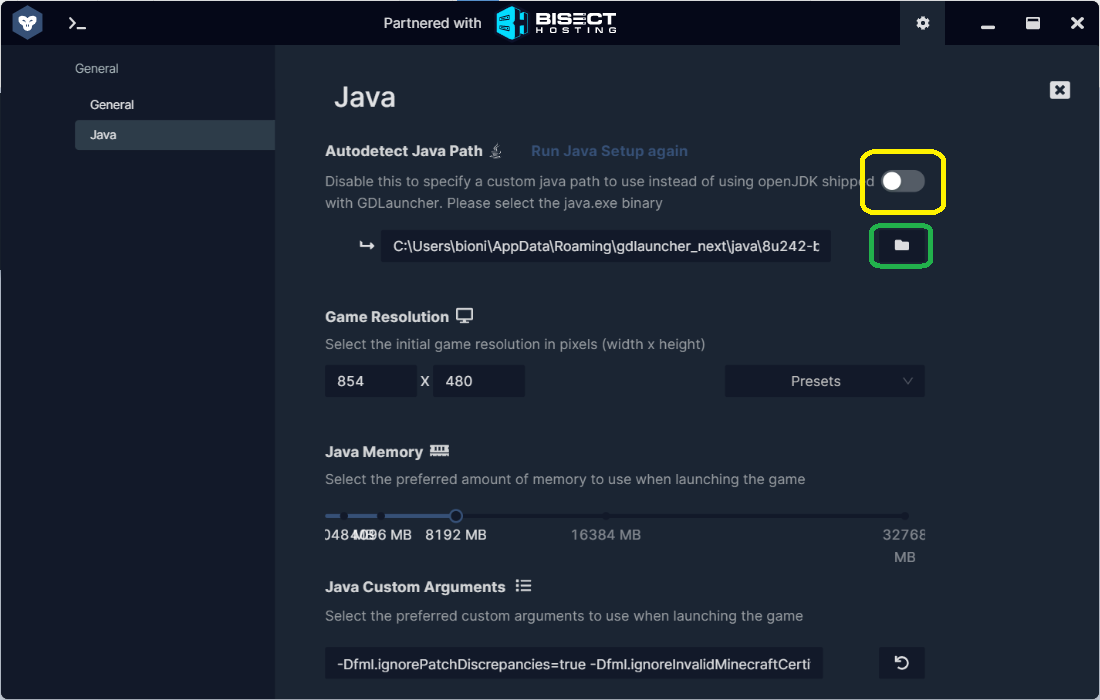 Partnered with BISECT HOSTING
General
General
Java
Java
Autodetect Java Path Run Java Setup again
Disable this to specify a custom java path to use instead of using openJDK shipped
with GDLauncher. Please select the java.exe binary
C:\Users\bioni\AppData\Roaming\gdlauncher_next\java\8u242-b
Game Resolution
Select the initial game resolution in pixels (width x height)
854 X 480 Presets
Java Memory
Select the preferred amount of memory to use when launching the game
4096 MB 8192 MB 16384 MB 32768
MB
Java Custom Arguments
Select the preferred custom arguments to use when launching the game
-Dfml.ignorePatchDiscrepancies=true -Dfml.ignoreInvalidMinecraftCerti